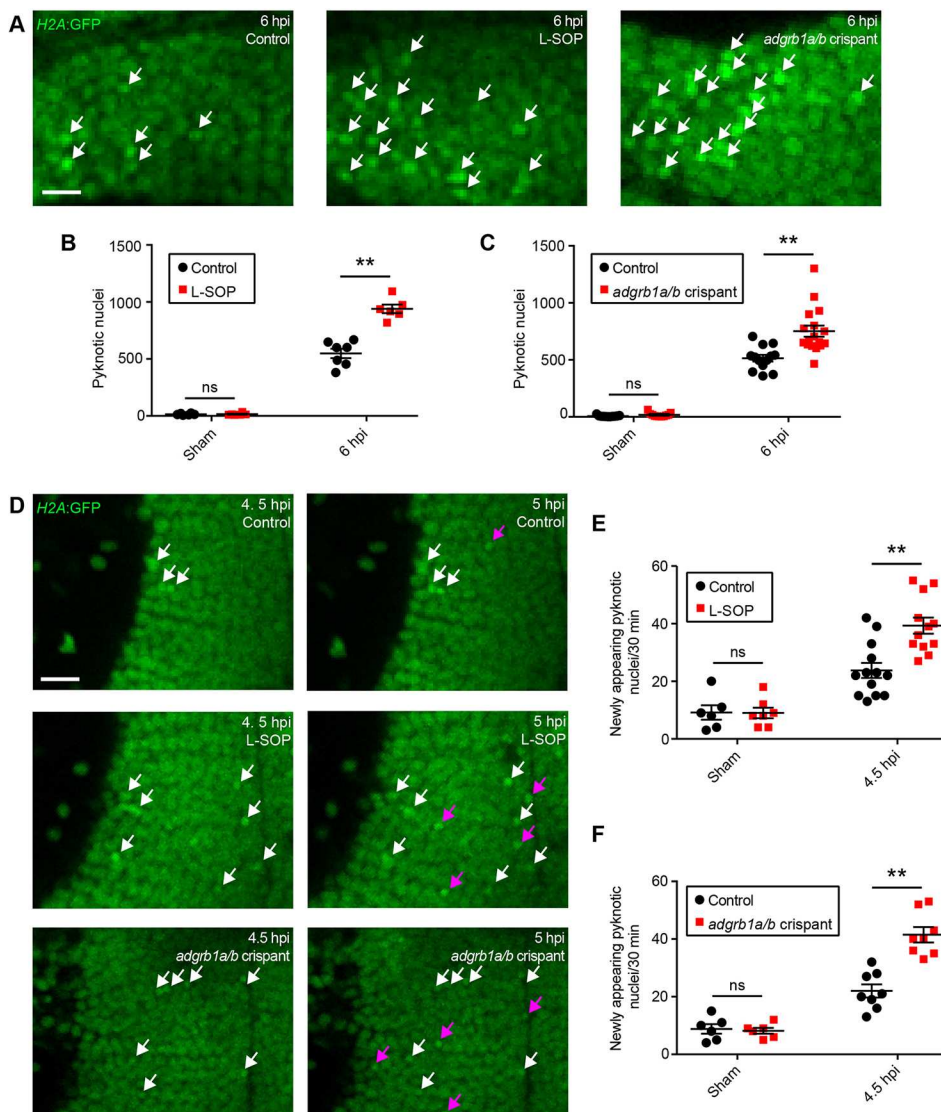 A
H2A:GFP
6 hpi
Control
6 hpi
L-SOP
6 hpi
adgrb1a/b crispant
B
Pyknotic nuclei
1500
1000
500
0
Control
L-SOP
ns
**
Sham
6 hpi
C
Pyknotic nuclei
1500
1000
500
0
Control
adgrb1a/b crispant
ns
**
Sham
6 hpi
D
H2A:GFP
4. 5 hpi
Control
5 hpi
Control
4. 5 hpi
L-SOP
5 hpi
L-SOP
4.5 hpi
adgrb1a/b crispant
5 hpi
adgrb1a/b crispant
E
Newly appearing pyknotic
nuclei/30 min
60
40
20
0
Control
L-SOP
ns
**
Sham
4.5 hpi
F
Newly appearing pyknotic
nuclei/30 min
60
40
20
0
Control
adgrb1a/b crispant
ns
**
Sham
4.5 hpi